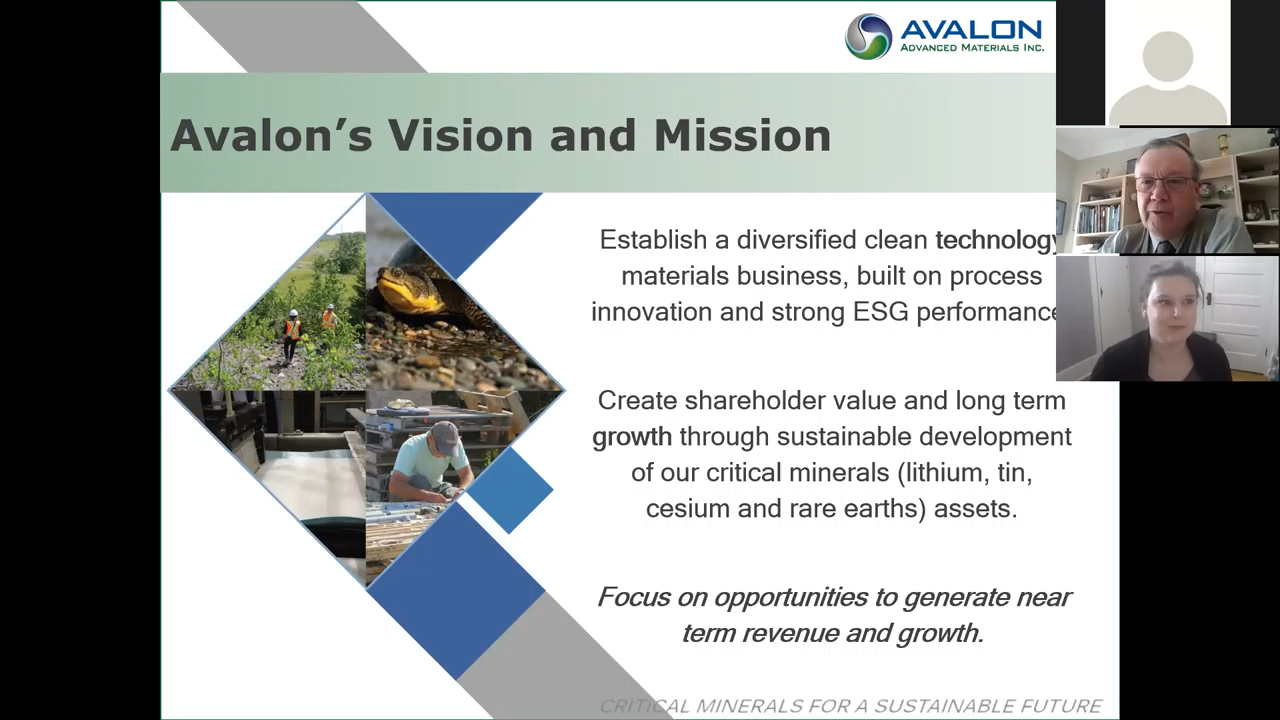 AVALON
ADVANCED MATERIALS INC.
Avalon’s Vision and Mission
Establish a diversified clean technology
materials business, built on process
innovation and strong ESG performance
Create shareholder value and long term
growth through sustainable development
of our critical minerals (lithium, tin,
cesium and rare earths) assets.
Focus on opportunities to generate near
term revenue and growth.
CRITICAL MINERALS FOR A SUSTAINABLE FUTURE